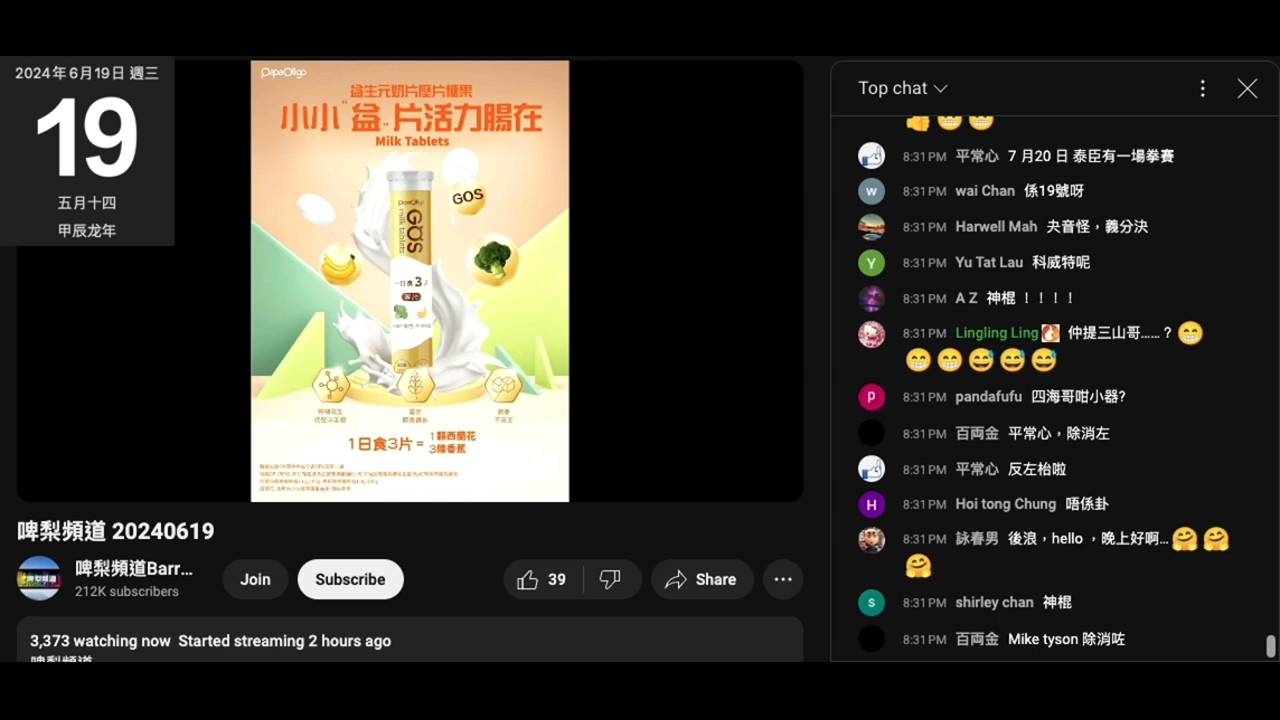 2024年6月19日 週三
19
五月十四
甲辰龙年
PapaOligo
益生元奶片壓片糖果
小小“益”片活力腸在
Milk Tablets
GOS
PapaOligo
GOS
milk tablets
一日食3片
1日食3片 = 1顆西蘭花
3條香蕉
啤梨頻道 20240619
啤梨頻道Barr...
212K subscribers
Join
Subscribe
39
Share
3,373 watching now Started streaming 2 hours ago
啤梨頻道
Top chat
8:31 PM 平常心 7 月20 日 泰臣有一場拳賽
W
8:31 PM wai Chan 係19號呀
8:31 PM Harwell Mah 夬音怪，義分決
Y
8:31 PM Yu Tat Lau 科威特呢
8:31 PM A Z 神棍 ！！！！
8:31 PM Lingling Ling 仲提三山哥......？😁
😁😁😅😅😅
P
8:31 PM pandafufu 四海哥咁小器?
8:31 PM 百両金 平常心，除消左
8:31 PM 平常心 反左枱啦
H
8:31 PM Hoi tong Chung 唔係卦
8:31 PM 詠春男 後浪，hello ，晚上好啊...🤗🤗
🤗
S
8:31 PM shirley chan 神棍
8:31 PM 百両金 Mike tyson 除消咗